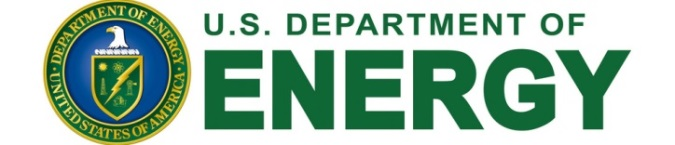 DEPARTMENT OF ENERGY
UNITED STATES OF AMERICA
U.S. DEPARTMENT OF
ENERGY